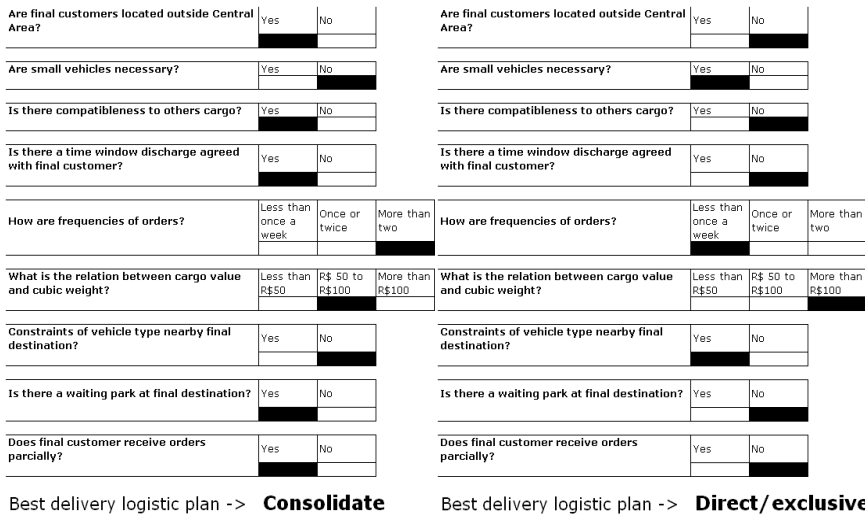 Are final customers located outside Central Yes No
Area?
Are small vehicles necessary? Yes No
Is there compatibleness to others cargo? Yes No
Is there a time window discharge agreed
with final customer? Yes No
How are frequencies of orders? Less than once a week Once or twice More than two
What is the relation between cargo value
and cubic weight? Less than R$50 R$ 50 to R$100 More than R$100
Constraints of vehicle type nearby final
destination? Yes No
Is there a waiting park at final destination? Yes No
Does final customer receive orders
parcially? Yes No
Best delivery logistic plan -> Consolidate
Are final customers located outside Central Yes No
Area?
Are small vehicles necessary? Yes No
Is there compatibleness to others cargo? Yes No
Is there a time window discharge agreed
with final customer? Yes No
How are frequencies of orders? Less than once a week Once or twice More than two
What is the relation between cargo value
and cubic weight? Less than R$50 R$ 50 to R$100 More than R$100
Constraints of vehicle type nearby final
destination? Yes No
Is there a waiting park at final destination? Yes No
Does final customer receive orders
parcially? Yes No
Best delivery logistic plan -> Direct/exclusive